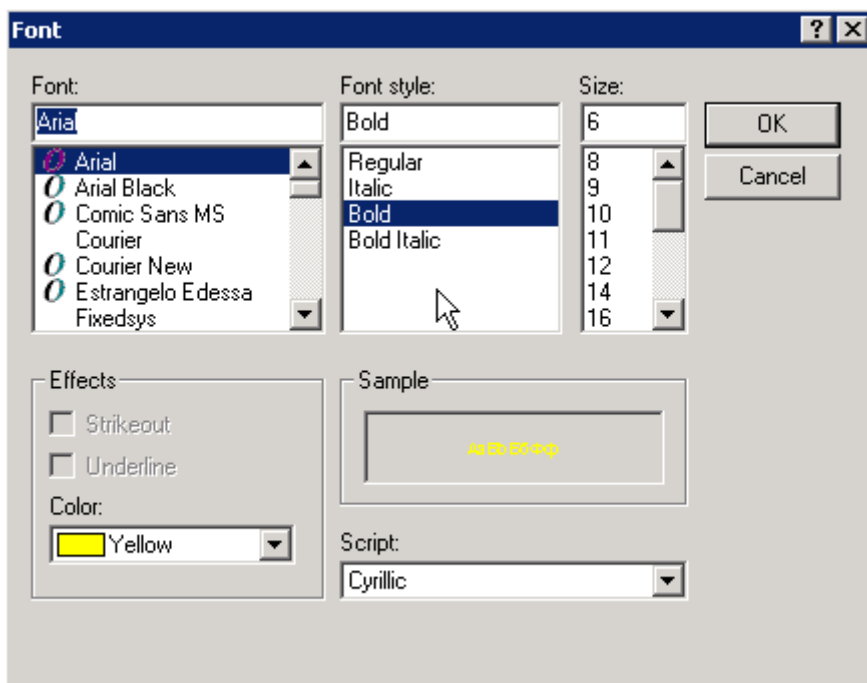 Font
Font:
Font style:
Size:
Arial
Bold
6
OK
Cancel
Arial
Arial Black
Comic Sans MS
Courier
Courier New
Estrangelo Edessa
Fixedsys
Regular
Italic
Bold
Bold Italic
8
9
10
11
12
14
16
Effects
Strikeout
Underline
Color:
Yellow
Sample
AaBbБбФф
Script:
Cyrillic